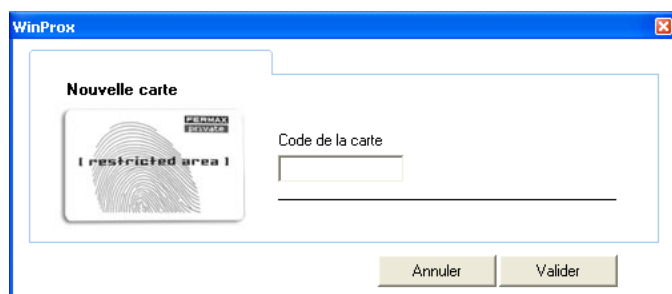 WinProx
Nouvelle carte
FERMAX
private
[ restricted area ]
Code de la carte
Annuler
Valider